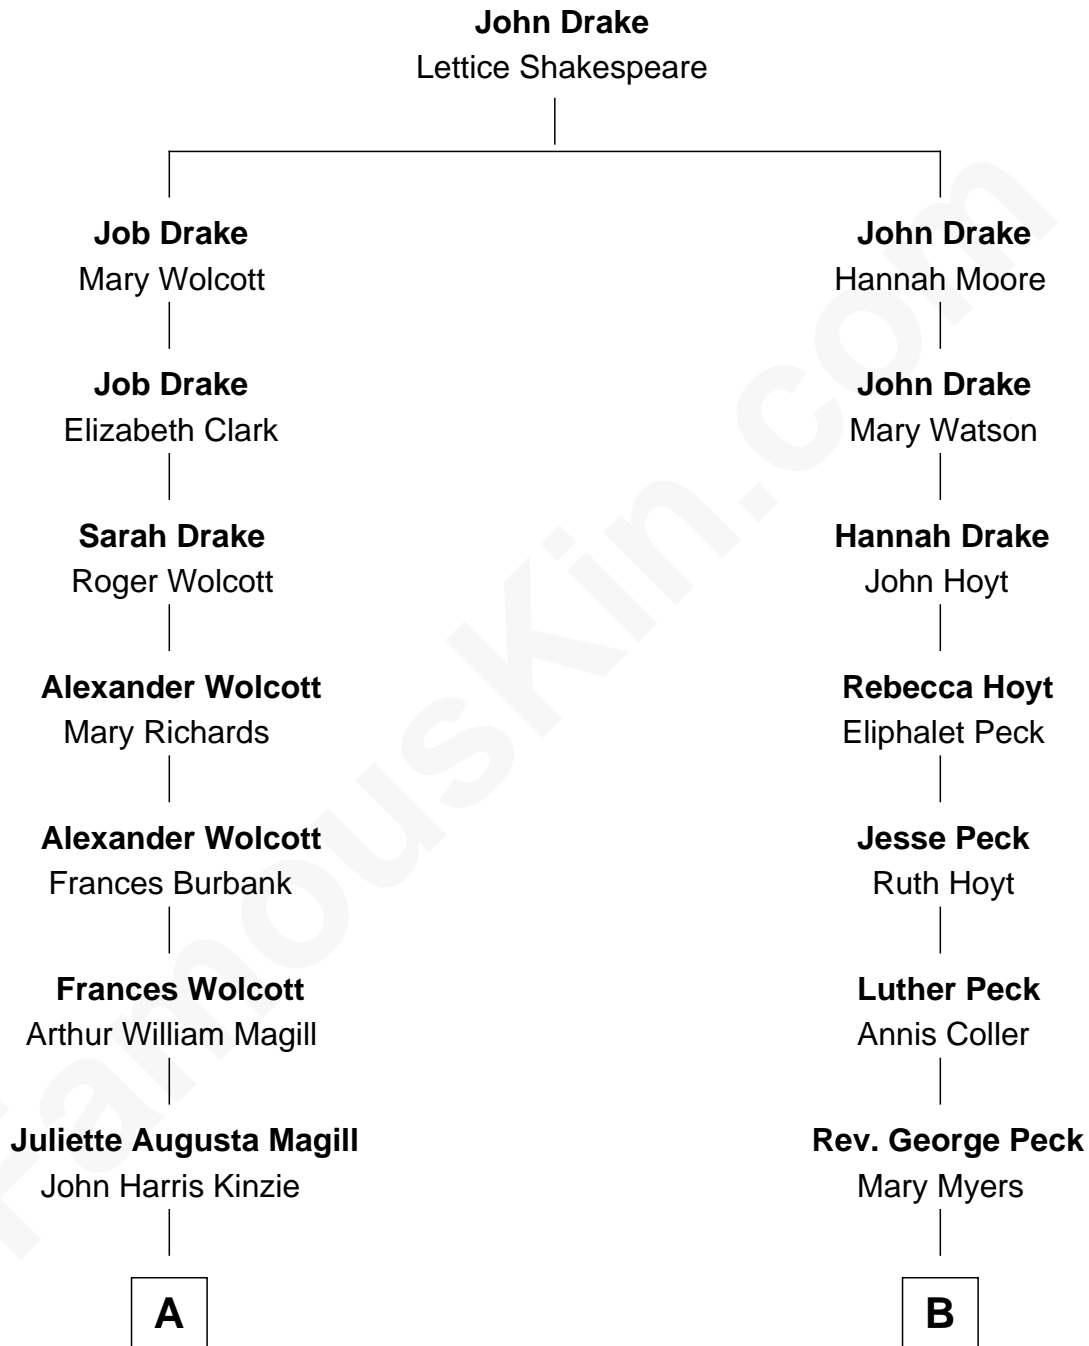 John Drake
Lettice Shakespeare
Job Drake
Mary Wolcott
John Drake
Hannah Moore
Job Drake
Elizabeth Clark
John Drake
Mary Watson
Sarah Drake
Roger Wolcott
Hannah Drake
John Hoyt
Alexander Wolcott
Mary Richards
Rebecca Hoyt
Eliphalet Peck
Alexander Wolcott
Frances Burbank
Jesse Peck
Ruth Hoyt
Frances Wolcott
Arthur William Magill
Luther Peck
Annis Coller
Juliette Augusta Magill
John Harris Kinzie
Rev. George Peck
Mary Myers
A
B
FamousKin.com